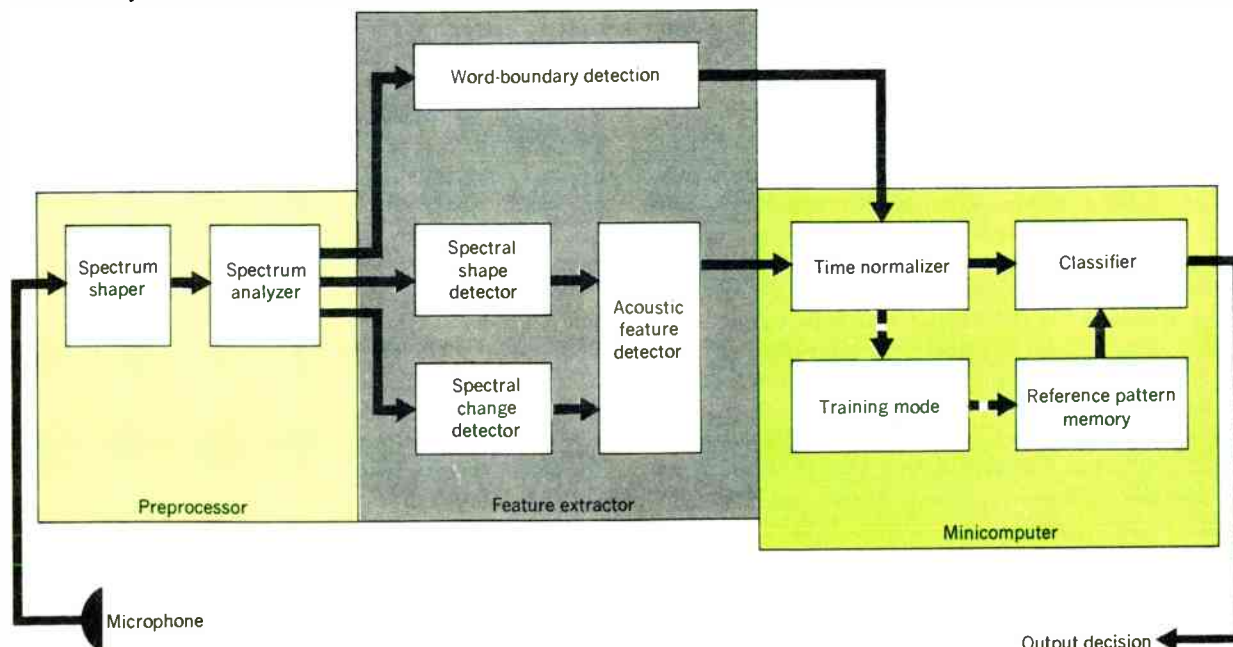 Word-boundary detection
Spectrum
shaper
Spectrum
analyzer
Spectral
shape
detector
Acoustic
feature
detector
Time normalizer
Classifier
Spectral
change
detector
Training mode
Reference pattern
memory
Preprocessor
Feature extractor
Minicomputer
Microphone
Output decision